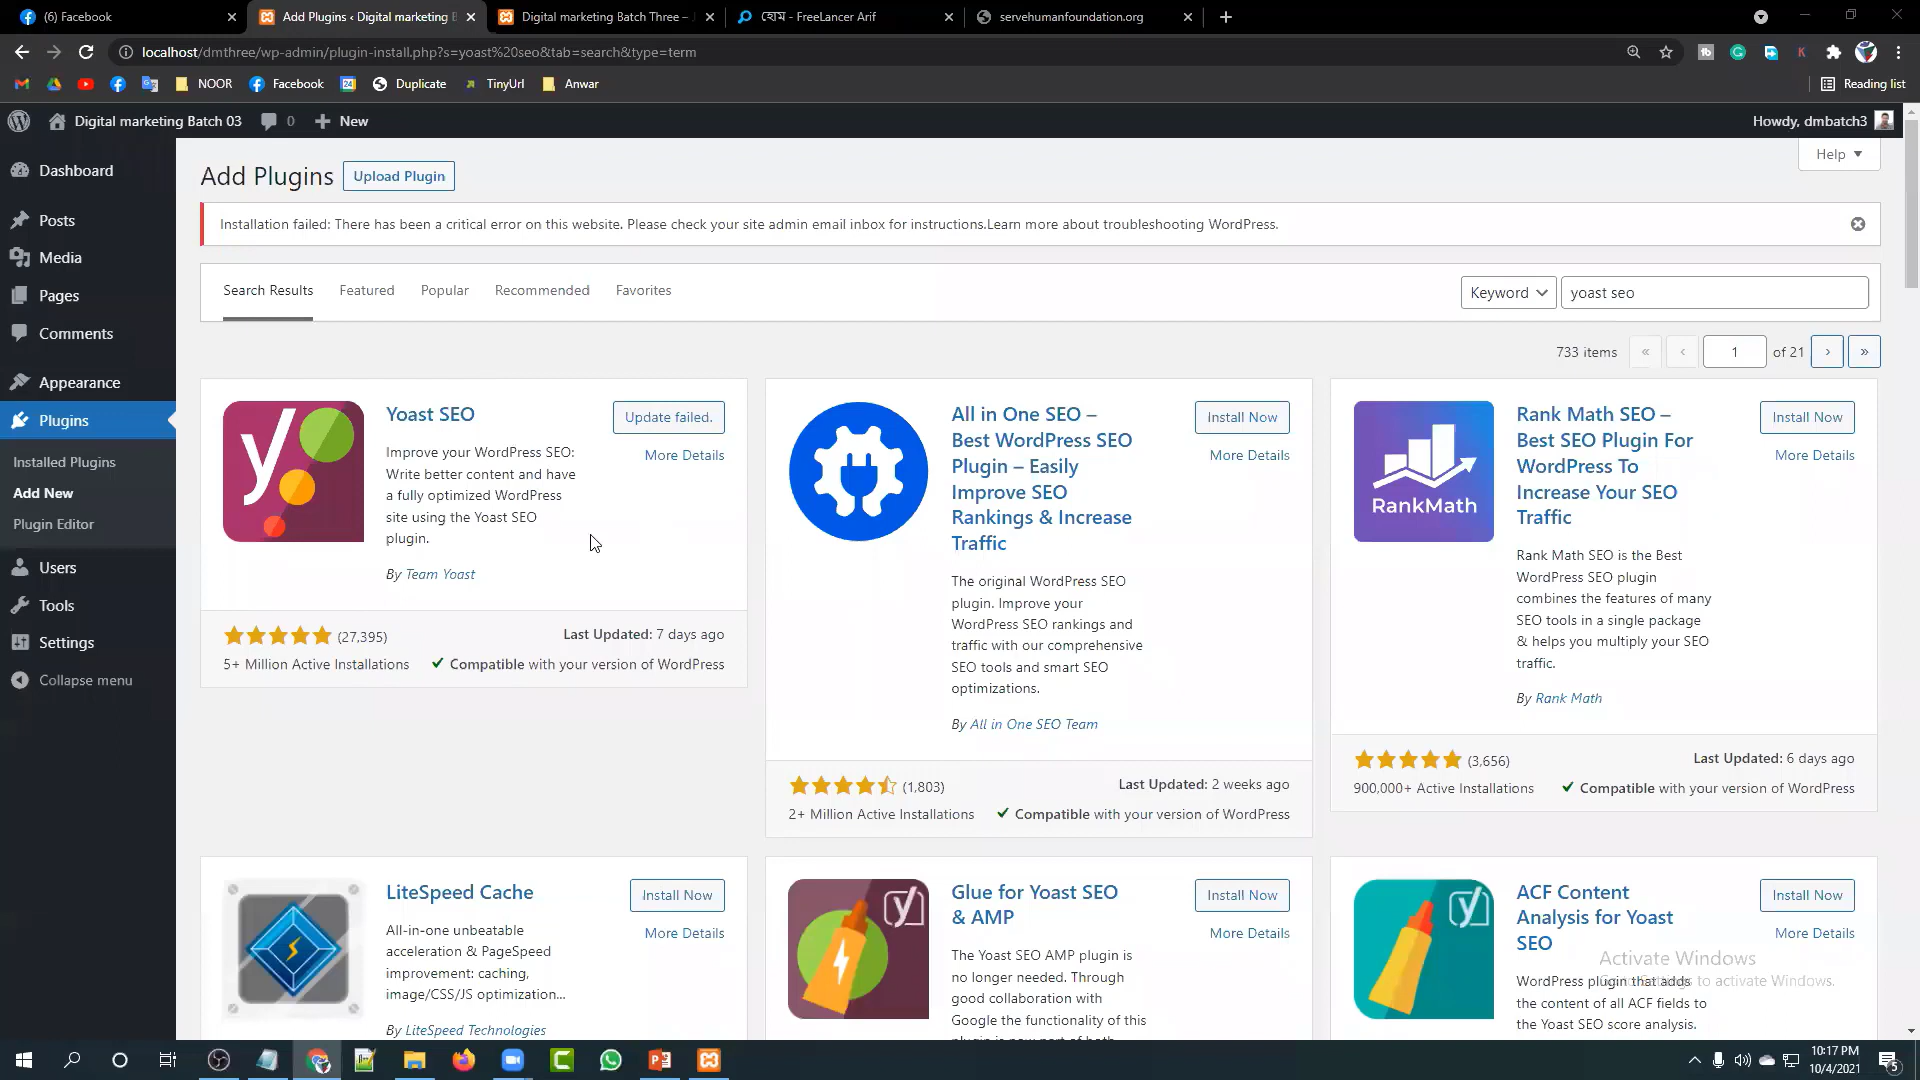 (6) Facebook
Add Plugins ‹ Digital marketing B
Digital marketing Batch Three –
হোম - FreeLancer Arif
servehumanfoundation.org
localhost/dmthree/wp-admin/plugin-install.php?s=yoast%20seo&tab=search&type=term
NOOR
Facebook
Duplicate
TinyUrl
Anwar
Reading list
Digital marketing Batch 03
0
New
Howdy, dmbatch3
Dashboard
Posts
Media
Pages
Comments
Appearance
Plugins
Installed Plugins
Add New
Plugin Editor
Users
Tools
Settings
Collapse menu
Help
Add Plugins
Upload Plugin
Installation failed: There has been a critical error on this website. Please check your site admin email inbox for instructions.Learn more about troubleshooting WordPress.
Search Results
Featured
Popular
Recommended
Favorites
Keyword
yoast seo
733 items
«
‹
1
of 21
›
»
Yoast SEO
Update failed.
More Details
Improve your WordPress SEO:
Write better content and have
a fully optimized WordPress
site using the Yoast SEO
plugin.
By Team Yoast
(27,395)
Last Updated: 7 days ago
5+ Million Active Installations
Compatible with your version of WordPress
All in One SEO –
Best WordPress SEO
Plugin – Easily
Improve SEO
Rankings & Increase
Traffic
Install Now
More Details
The original WordPress SEO
plugin. Improve your
WordPress SEO rankings and
traffic with our comprehensive
SEO tools and smart SEO
optimizations.
By All in One SEO Team
(1,803)
Last Updated: 2 weeks ago
2+ Million Active Installations
Compatible with your version of WordPress
RankMath
Rank Math SEO –
Best SEO Plugin For
WordPress To
Increase Your SEO
Traffic
Install Now
More Details
Rank Math SEO is the Best
WordPress SEO plugin
combines the features of many
SEO tools in a single package
& helps you multiply your SEO
traffic.
By Rank Math
(3,656)
Last Updated: 6 days ago
900,000+ Active Installations
Compatible with your version of WordPress
LiteSpeed Cache
Install Now
More Details
All-in-one unbeatable
acceleration & PageSpeed
improvement: caching,
image/CSS/JS optimization...
By LiteSpeed Technologies
Glue for Yoast SEO
& AMP
Install Now
More Details
The Yoast SEO AMP plugin is
no longer needed. Through
good collaboration with
Google the functionality of this
ACF Content
Analysis for Yoast
SEO
Install Now
More Details
WordPress plugin that adds
the content of all ACF fields to
the Yoast SEO score analysis.
Activate Windows
Go to Settings to activate Windows.
10:17 PM
10/4/2021
5